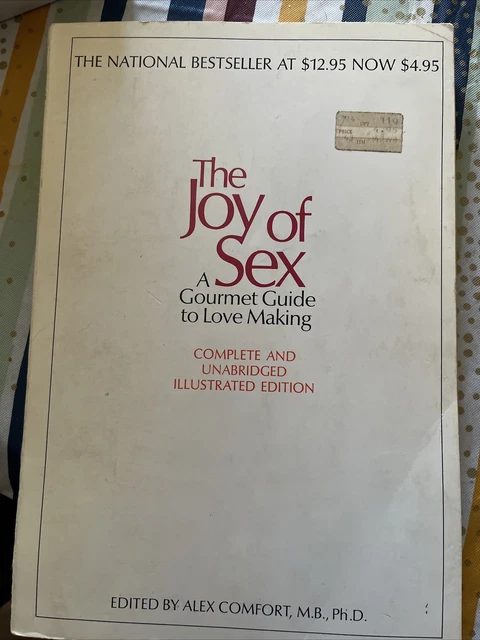 THE NATIONAL BESTSELLER AT $12.95 NOW $4.95
PRICE
The
Joy of
Sex
A
Gourmet Guide
to Love Making
COMPLETE AND
UNABRIDGED
ILLUSTRATED EDITION
EDITED BY ALEX COMFORT, M.B., Ph.D.